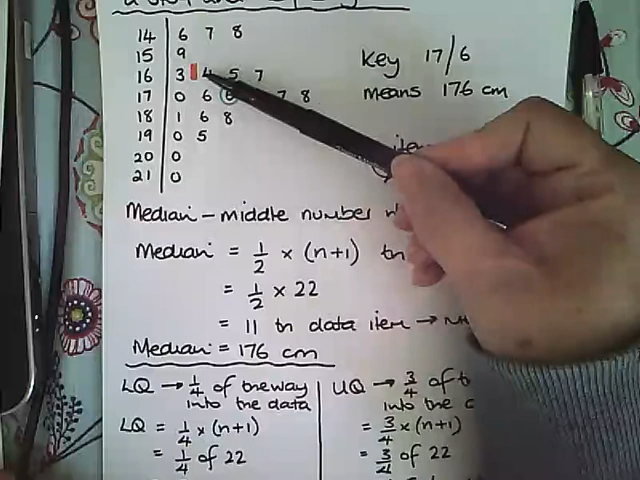 14 | 6 7 8
15 | 9
16 | 3 4 5 7
17 | 0 6 6 7 8
18 | 1 6 8
19 | 0 5
20 | 0
21 | 0
Key 17/6
means 176 cm
Median – middle number
Median = 1/2 × (n+1) th
= 1/2 × 22
= 11 th data item →
Median = 176 cm
LQ → 1/4 of the way
into the data
LQ = 1/4 × (n+1)
= 1/4 of 22
UQ → 3/4 of
into the
= 3/4 × (n+1)
= 3/4 of 22